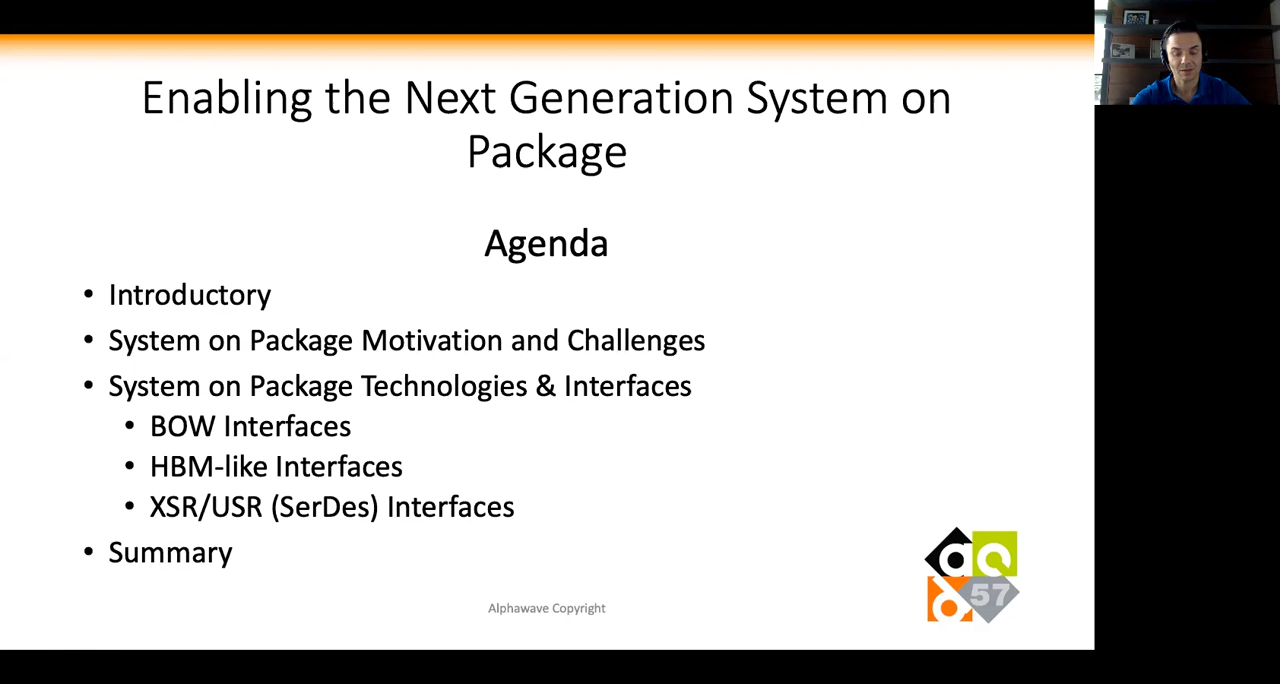 Enabling the Next Generation System on
Package
Agenda
• Introductory
• System on Package Motivation and Challenges
• System on Package Technologies & Interfaces
• BOW Interfaces
• HBM-like Interfaces
• XSR/USR (SerDes) Interfaces
• Summary
Alphawave Copyright
57